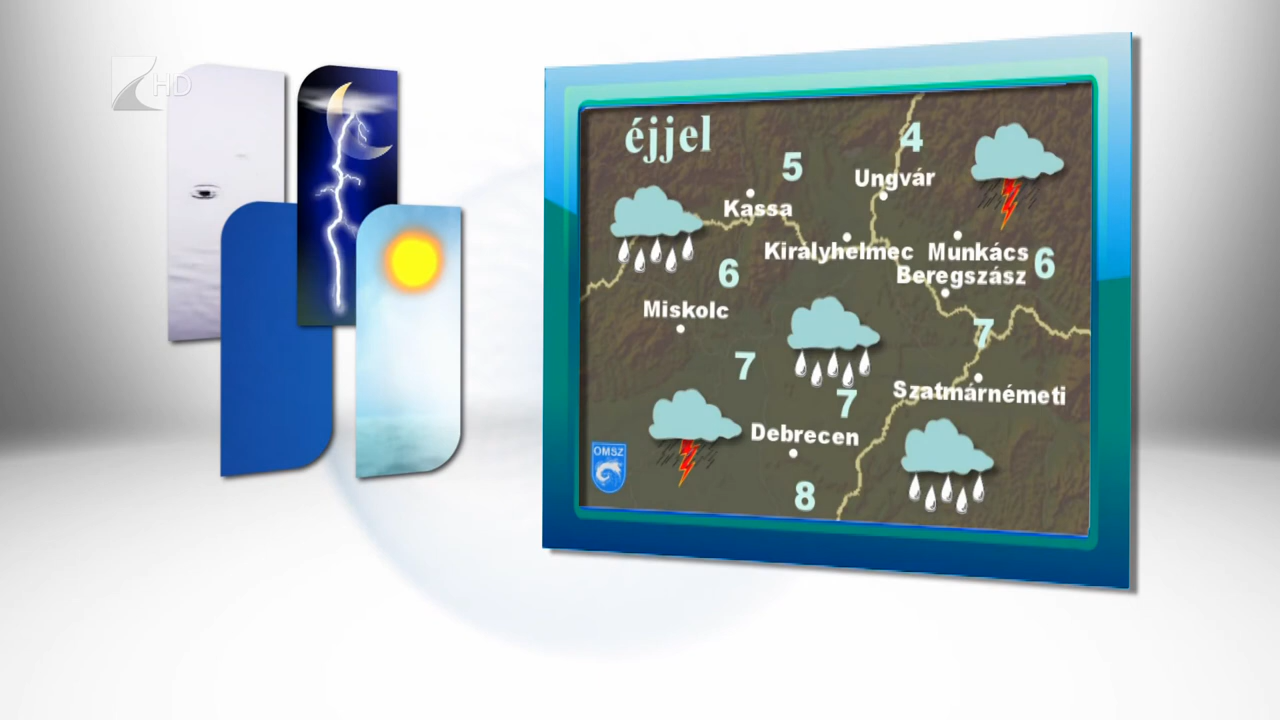 HD
éjjel
4
5
Ungvár
Kassa
Királyhelmec
Munkács
6
6
Beregszász
Miskolc
7
7
Szatmárnémeti
7
Debrecen
OMSZ
8